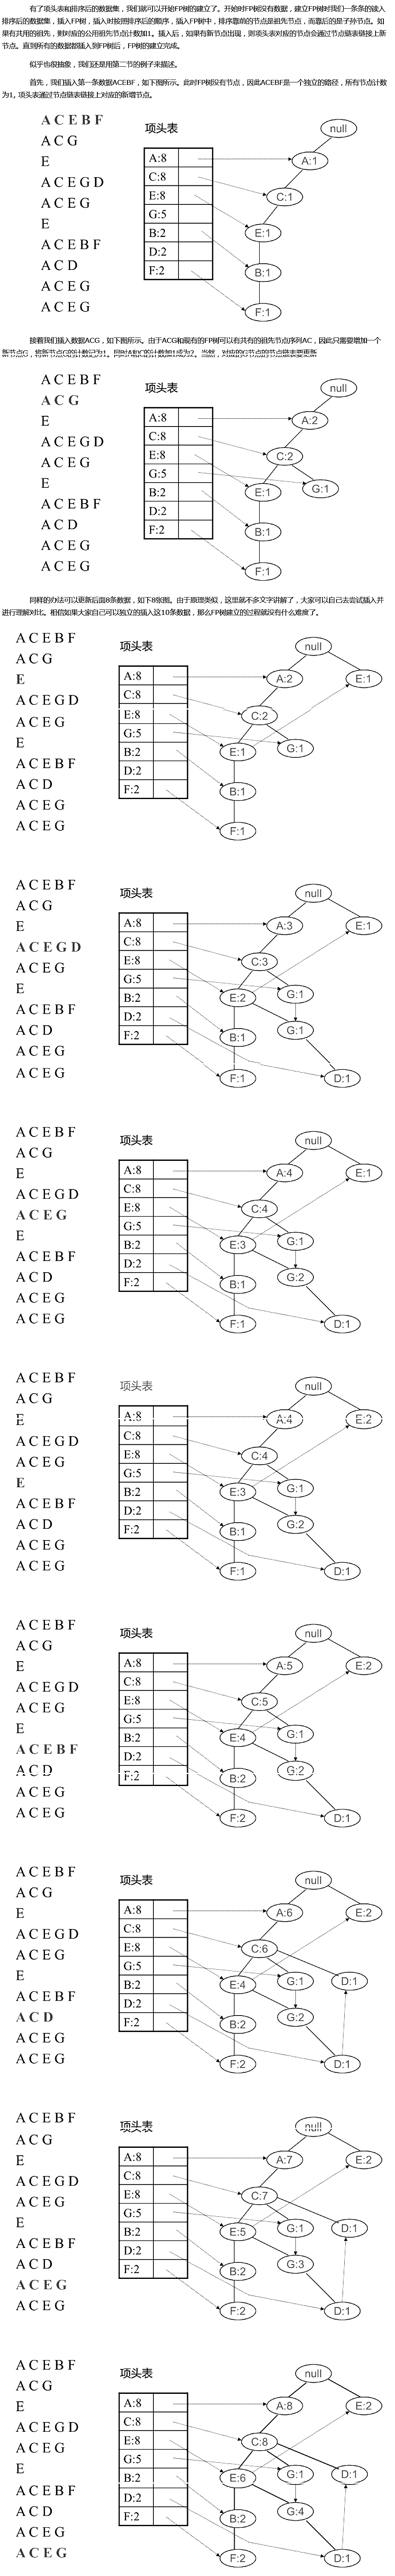 有了项头表和排序后的数据集，我们就可以开始FP树的建立了。开始时FP树没有数据，建立FP树时我们一条条的读入
排序后的数据集，插入FP树，插入时按照排序后的顺序，插入FP树中，排序靠前的节点是祖先节点，而靠后的是子孙节点。如
果有共用的祖先，则对应的公用祖先节点计数加1。插入后，如果有新节点出现，则项头表对应的节点会通过节点链表链接上新
节点。直到所有的数据都插入到FP树后，FP树的建立完成。
似乎也很抽象，我们还是用第二节的例子来描述。
首先，我们插入第一条数据ACEBF，如下图所示。此时FP树没有节点，因此ACEBF是一个独立的路径，所有节点计数
为1, 项头表通过节点链表链接上对应的新增节点。
A C E B F
A C G
E
A C E G D
A C E G
E
A C E B F
A C D
A C E G
A C E G
项头表
A:8
C:8
E:8
G:5
B:2
D:2
F:2
null
A:1
C:1
E:1
B:1
F:1
接着我们插入数据ACG，如下图所示。由于ACG和现有的FP树可以有共有的祖先节点序列AC，因此只需要增加一个
新节点G，将新节点G的计数记为1。同时A和C的计数加1成为2。当然，对应的G节点的节点链表要更新
A C E B F
A C G
E
A C E G D
A C E G
E
A C E B F
A C D
A C E G
A C E G
项头表
A:8
C:8
E:8
G:5
B:2
D:2
F:2
null
A:2
C:2
E:1
G:1
B:1
F:1
同样的办法可以更新后面8条数据，如下8张图。由于原理类似，这里就不多文字讲解了，大家可以自己去尝试插入并
进行理解对比。相信如果大家自己可以独立的插入这10条数据，那么FP树建立的过程就没有什么难度了。
A C E B F
A C G
E
A C E G D
A C E G
E
A C E B F
A C D
A C E G
A C E G
项头表
A:8
C:8
E:8
G:5
B:2
D:2
F:2
null
A:2
E:1
C:2
E:1
G:1
B:1
F:1
A C E B F
A C G
E
A C E G D
A C E G
E
A C E B F
A C D
A C E G
A C E G
项头表
A:8
C:8
E:8
G:5
B:2
D:2
F:2
null
A:3
E:1
C:3
E:2
G:1
G:1
B:1
F:1
D:1
A C E B F
A C G
E
A C E G D
A C E G
E
A C E B F
A C D
A C E G
A C E G
项头表
A:8
C:8
E:8
G:5
B:2
D:2
F:2
null
A:4
E:1
C:4
E:3
G:1
G:2
B:1
F:1
D:1
A C E B F
A C G
E
A C E G D
A C E G
E
A C E B F
A C D
A C E G
A C E G
项头表
A:8
C:8
E:8
G:5
B:2
D:2
F:2
null
A:4
E:2
C:4
E:3
G:1
G:2
B:1
F:1
D:1
A C E B F
A C G
E
A C E G D
A C E G
E
A C E B F
A C D
A C E G
A C E G
项头表
A:8
C:8
E:8
G:5
B:2
D:2
F:2
null
A:5
E:2
C:5
E:4
G:1
G:2
B:2
F:2
D:1
A C E B F
A C G
E
A C E G D
A C E G
E
A C E B F
A C D
A C E G
A C E G
项头表
A:8
C:8
E:8
G:5
B:2
D:2
F:2
null
A:6
E:2
C:6
E:4
G:1
D:1
G:2
B:2
F:2
D:1
A C E B F
A C G
E
A C E G D
A C E G
E
A C E B F
A C D
A C E G
A C E G
项头表
A:8
C:8
E:8
G:5
B:2
D:2
F:2
null
A:7
E:2
C:7
E:5
G:1
D:1
G:3
B:2
F:2
D:1
A C E B F
A C G
E
A C E G D
A C E G
E
A C E B F
A C D
A C E G
A C E G
项头表
A:8
C:8
E:8
G:5
B:2
D:2
F:2
null
A:8
E:2
C:8
E:6
G:1
D:1
G:4
B:2
F:2
D:1